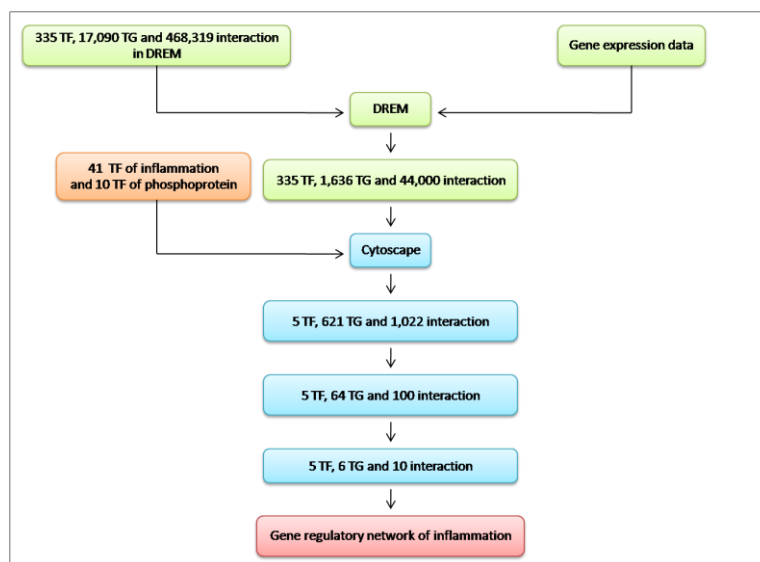 335 TF, 17,090 TG and 468,319 interaction
in DREM
Gene expression data
DREM
41 TF of inflammation
and 10 TF of phosphoprotein
335 TF, 1,636 TG and 44,000 interaction
Cytoscape
5 TF, 621 TG and 1,022 interaction
5 TF, 64 TG and 100 interaction
5 TF, 6 TG and 10 interaction
Gene regulatory network of inflammation